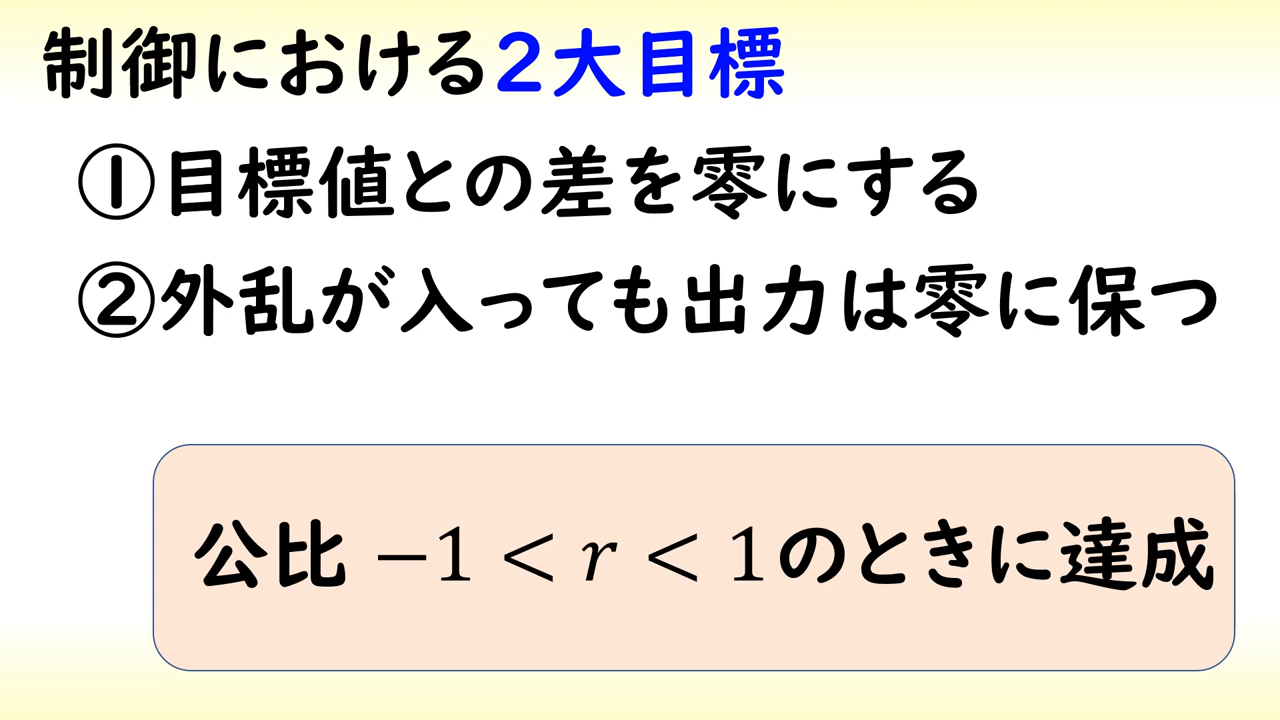 制御における2大目標
①目標値との差を零にする
②外乱が入っても出力は零に保つ
公比 −1 < r < 1のときに達成